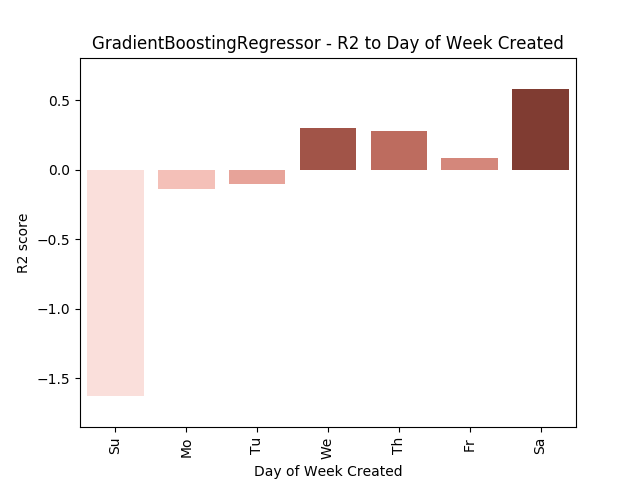 GradientBoostingRegressor - R2 to Day of Week Created
0.5
0.0
−0.5
−1.0
−1.5
R2 score
Su
Mo
Tu
We
Th
Fr
Sa
Day of Week Created